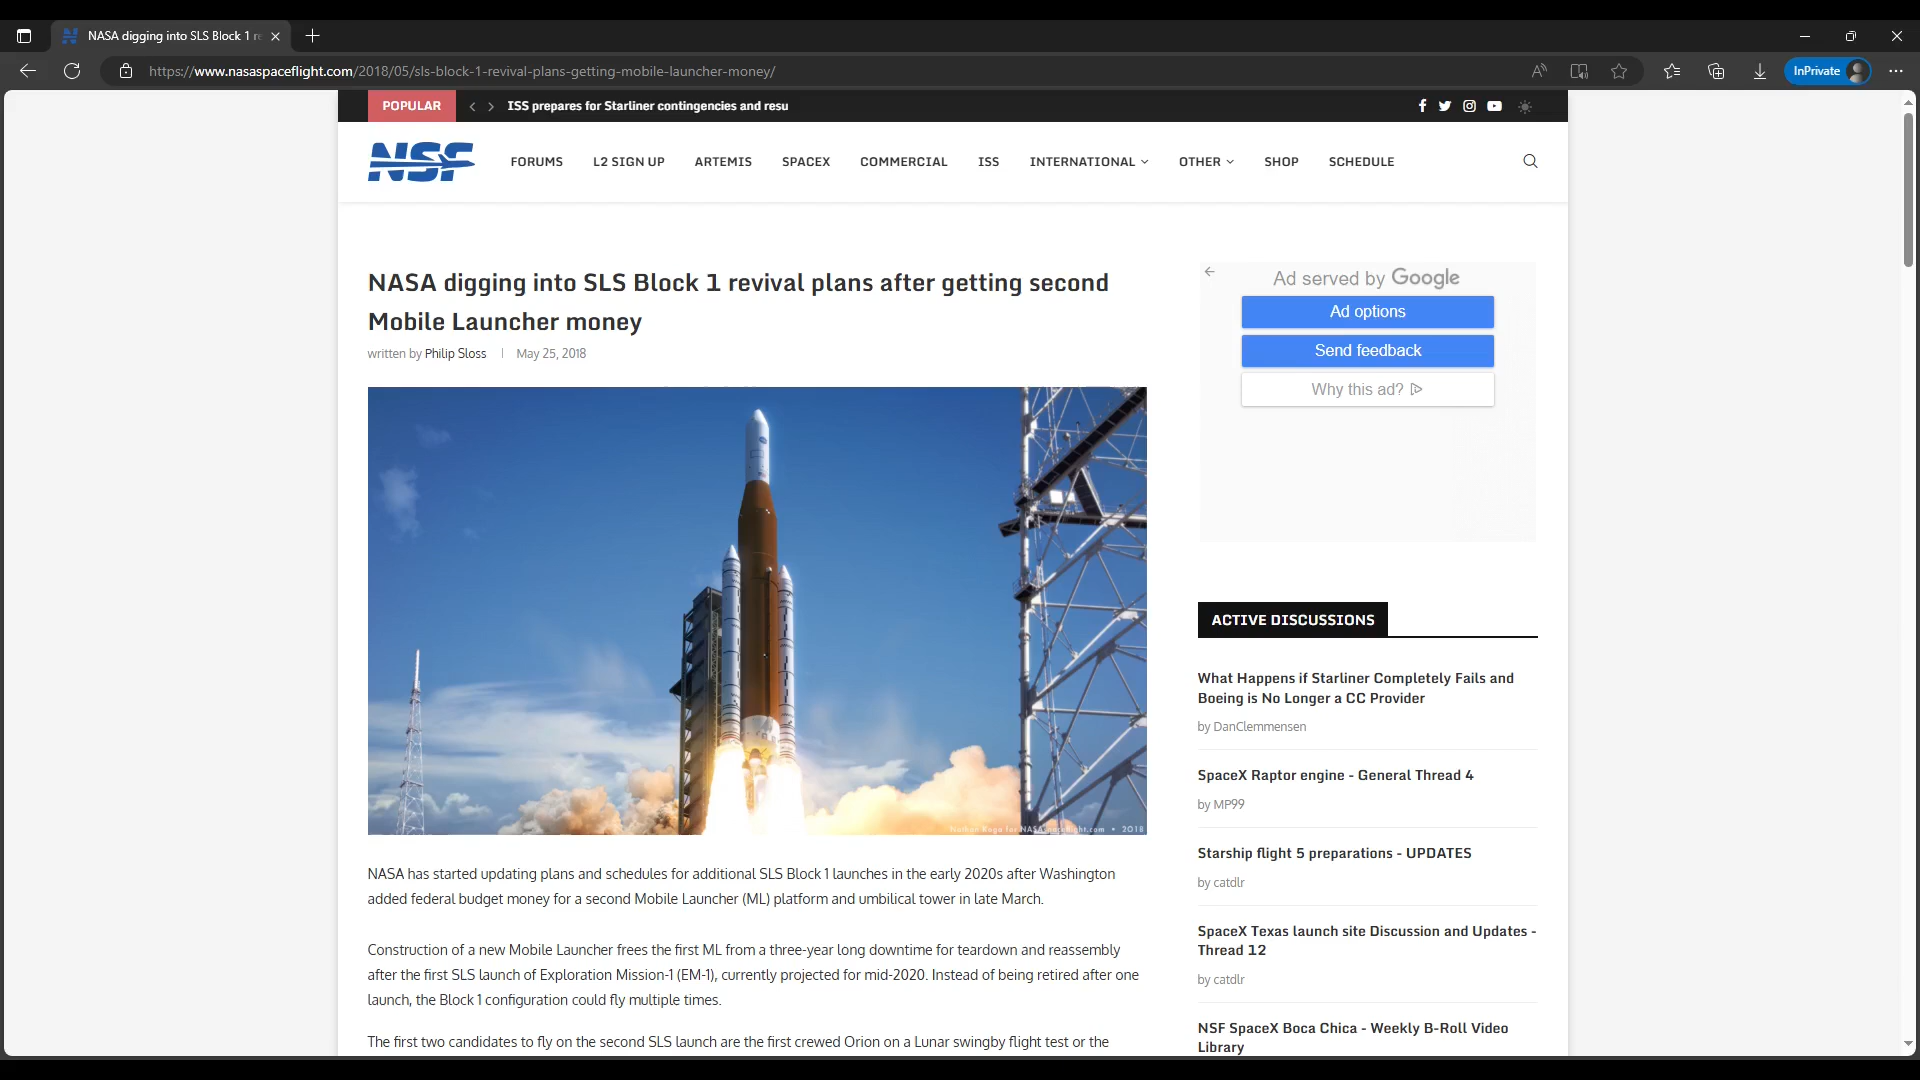 NASA digging into SLS Block 1 re
https://www.nasaspaceflight.com/2018/05/sls-block-1-revival-plans-getting-mobile-launcher-money/
InPrivate
POPULAR
ISS prepares for Starliner contingencies and resu
NSF
FORUMS
L2 SIGN UP
ARTEMIS
SPACEX
COMMERCIAL
ISS
INTERNATIONAL
OTHER
SHOP
SCHEDULE
NASA digging into SLS Block 1 revival plans after getting second
Mobile Launcher money
written by Philip Sloss
May 25, 2018
Nathan Koga for NASASpaceflight.com • 2018
NASA has started updating plans and schedules for additional SLS Block 1 launches in the early 2020s after Washington
added federal budget money for a second Mobile Launcher (ML) platform and umbilical tower in late March.
Construction of a new Mobile Launcher frees the first ML from a three-year long downtime for teardown and reassembly
after the first SLS launch of Exploration Mission-1 (EM-1), currently projected for mid-2020. Instead of being retired after one
launch, the Block 1 configuration could fly multiple times.
The first two candidates to fly on the second SLS launch are the first crewed Orion on a Lunar swingby flight test or the
Ad served by Google
Ad options
Send feedback
Why this ad?
ACTIVE DISCUSSIONS
What Happens if Starliner Completely Fails and
Boeing is No Longer a CC Provider
by DanClemmensen
SpaceX Raptor engine - General Thread 4
by MP99
Starship flight 5 preparations - UPDATES
by catdlr
SpaceX Texas launch site Discussion and Updates -
Thread 12
by catdlr
NSF SpaceX Boca Chica - Weekly B-Roll Video
Library